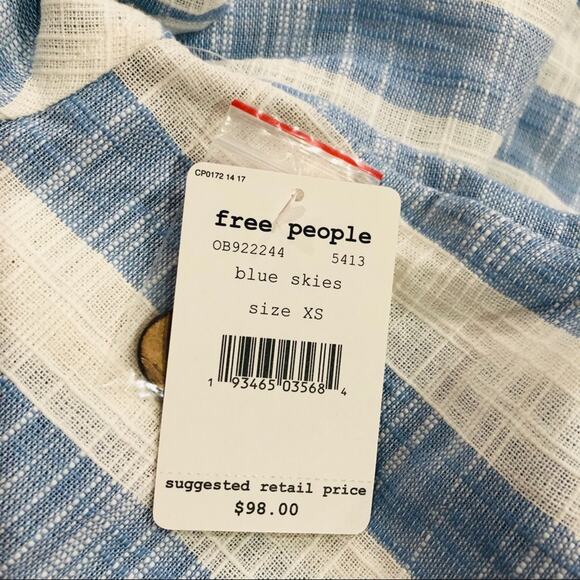 CP0172 14 17
free people
OB922244 5413
blue skies
size XS
1 93465 03568 4
suggested retail price
$98.00